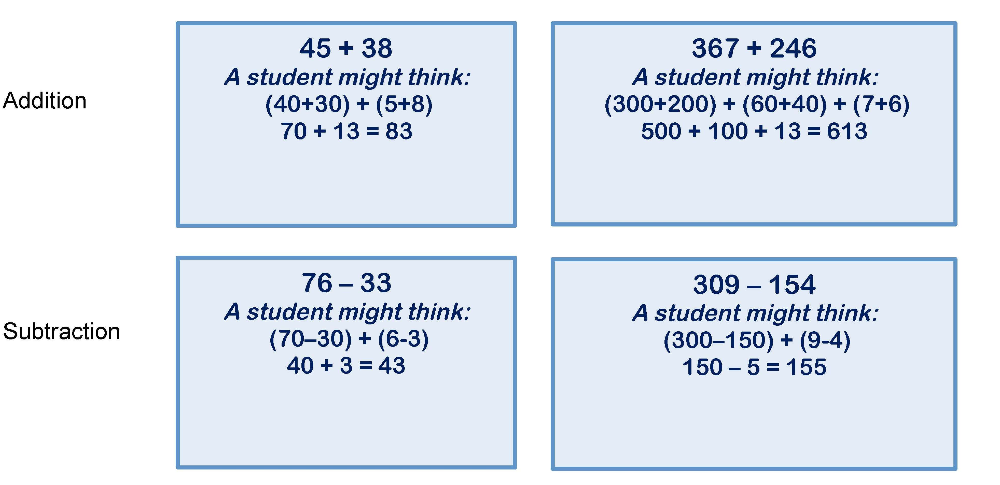 Addition
45 + 38
A student might think:
(40+30) + (5+8)
70 + 13 = 83
367 + 246
A student might think:
(300+200) + (60+40) + (7+6)
500 + 100 + 13 = 613
Subtraction
76 – 33
A student might think:
(70–30) + (6-3)
40 + 3 = 43
309 – 154
A student might think:
(300–150) + (9-4)
150 – 5 = 155